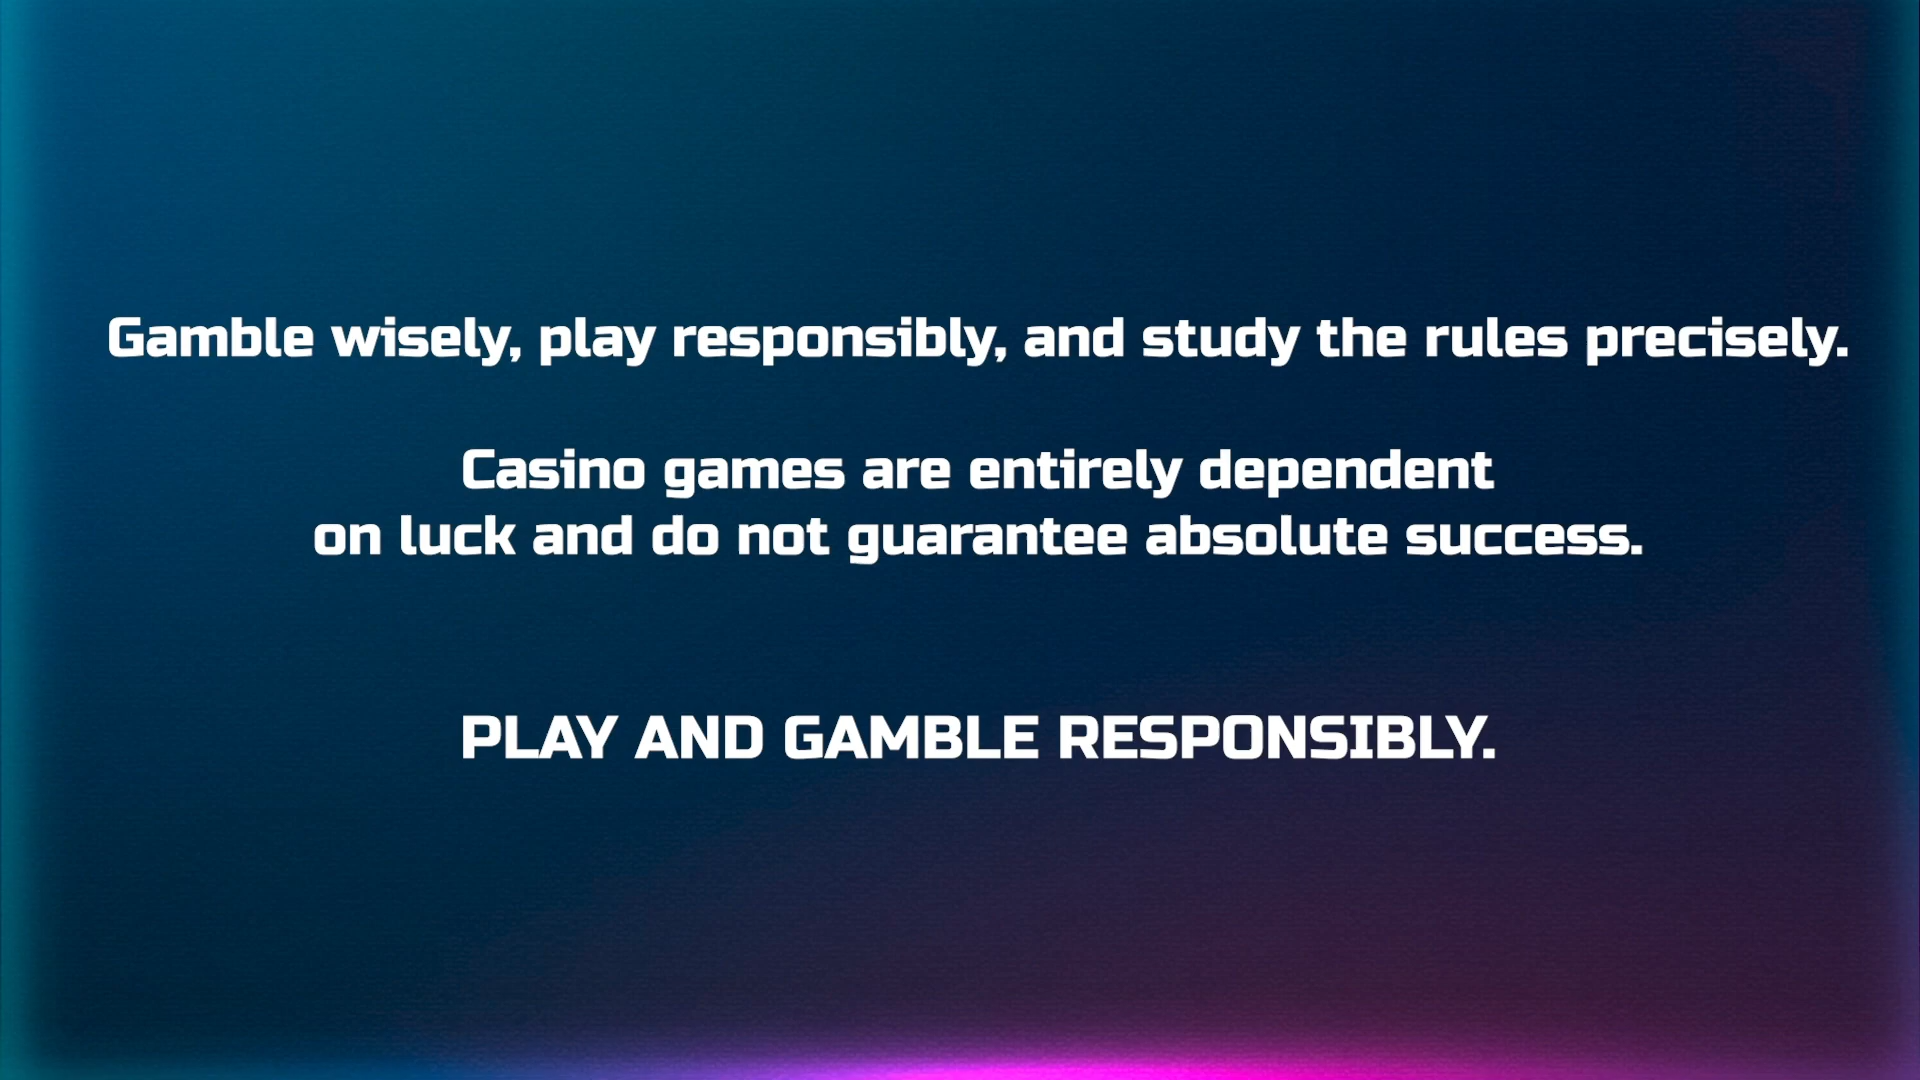 Gamble wisely, play responsibly, and study the rules precisely.
Casino games are entirely dependent
on luck and do not guarantee absolute success.
PLAY AND GAMBLE RESPONSIBLY.